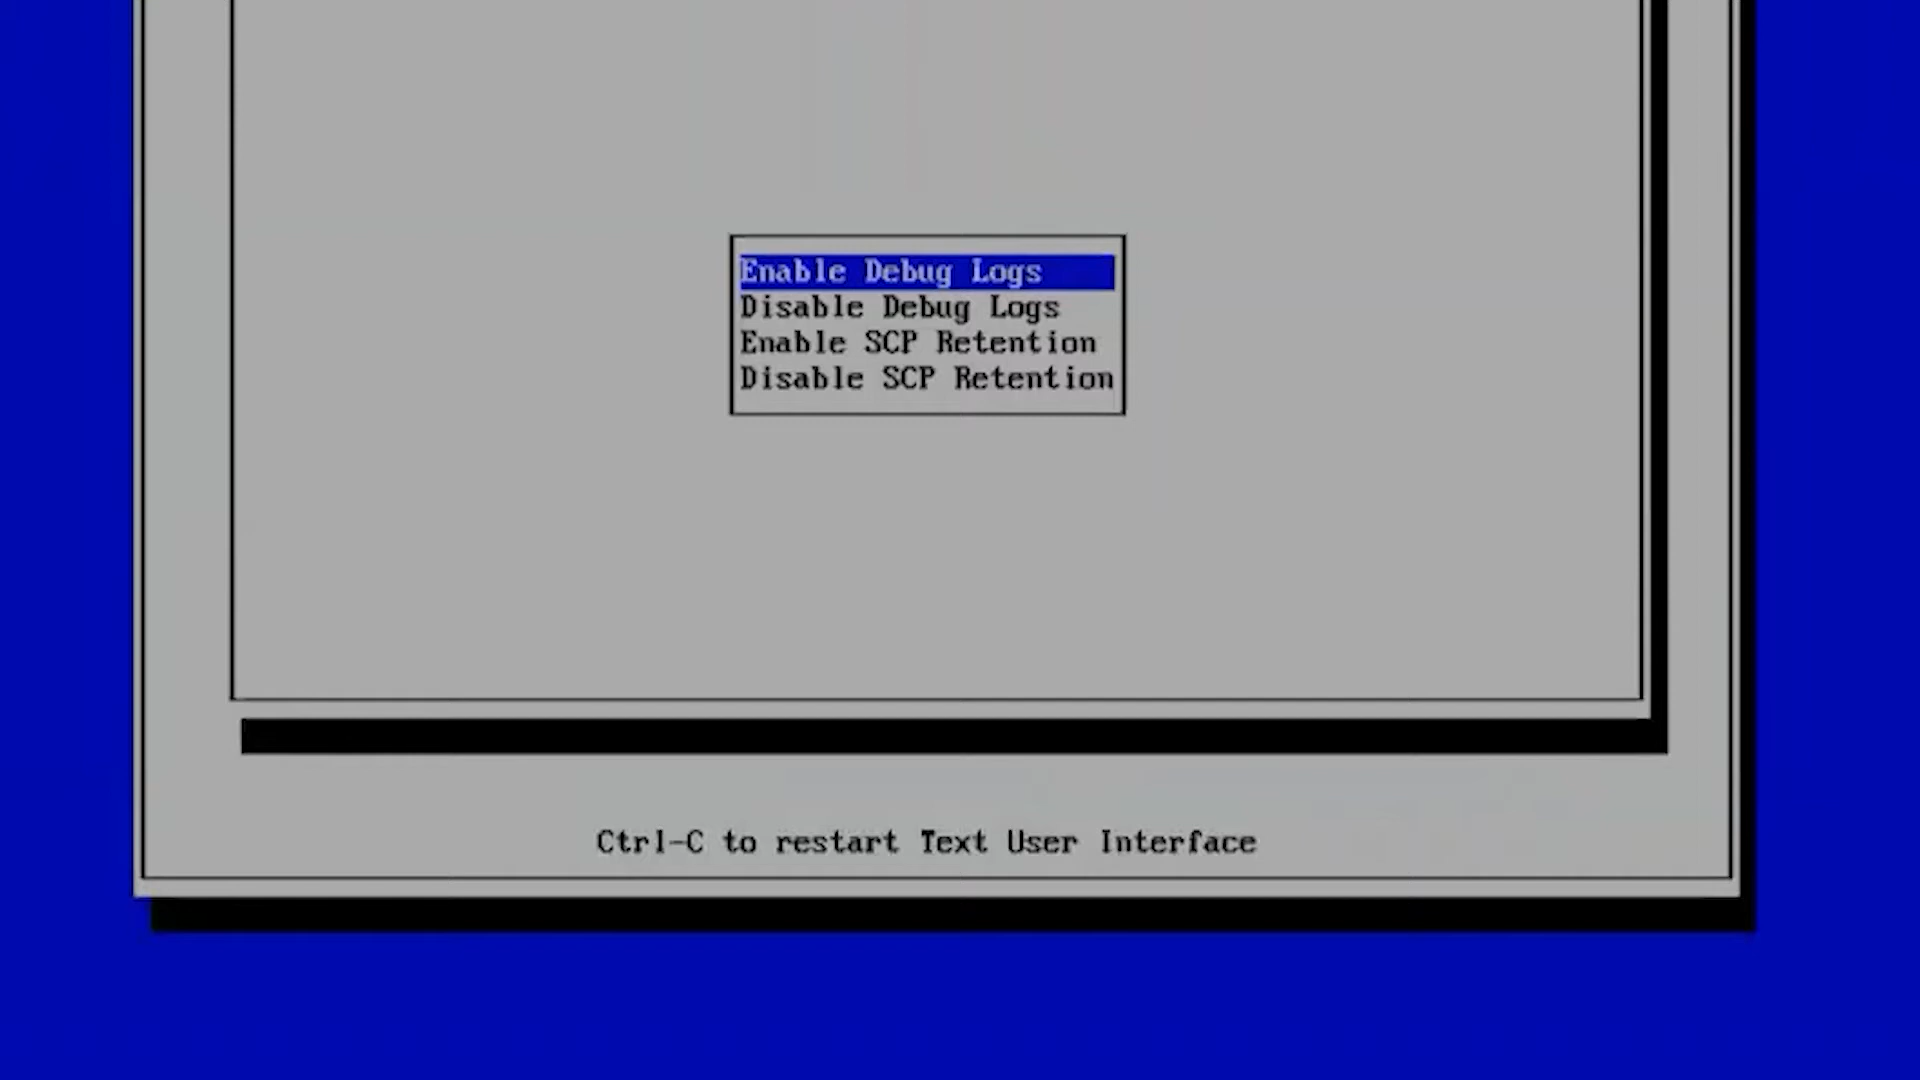 Enable Debug Logs
Disable Debug Logs
Enable SCP Retention
Disable SCP Retention
Ctrl-C to restart Text User Interface